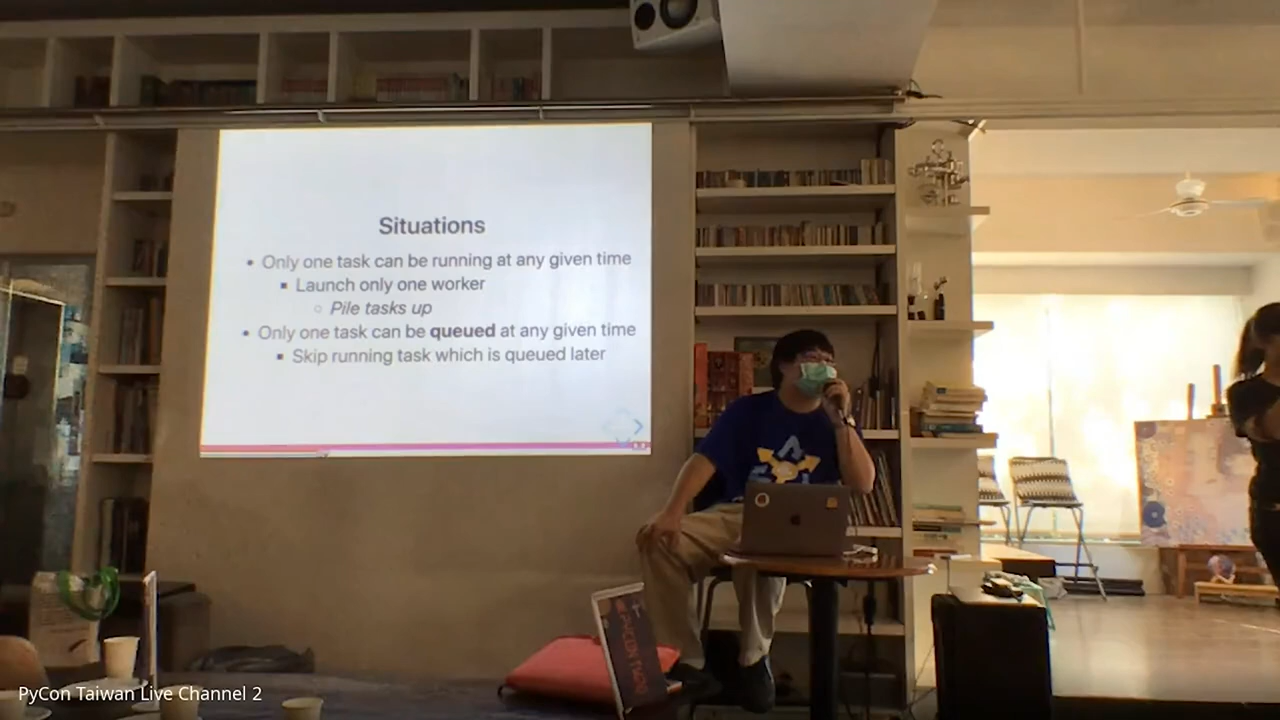 Situations
• Only one task can be running at any given time
▪ Launch only one worker
○ Pile tasks up
• Only one task can be queued at any given time
▪ Skip running task which is queued later
PyCon Taiwan Live Channel 2